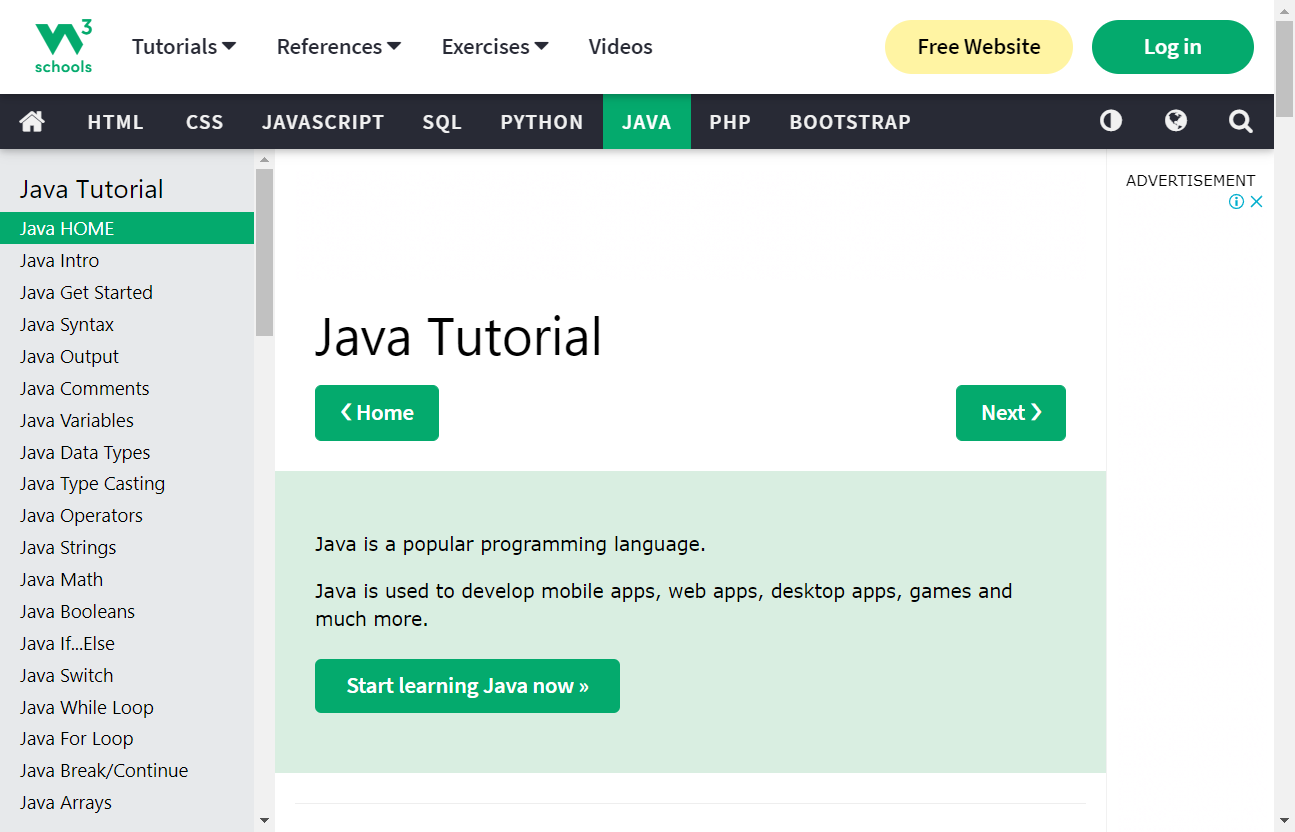 W3 schools
Tutorials References Exercises Videos Free Website Log in
HTML CSS JAVASCRIPT SQL PYTHON JAVA PHP BOOTSTRAP
Java Tutorial
Java HOME
Java Intro
Java Get Started
Java Syntax
Java Output
Java Comments
Java Variables
Java Data Types
Java Type Casting
Java Operators
Java Strings
Java Math
Java Booleans
Java If...Else
Java Switch
Java While Loop
Java For Loop
Java Break/Continue
Java Arrays
Java Tutorial
❮ Home
Next ❯
Java is a popular programming language.
Java is used to develop mobile apps, web apps, desktop apps, games and
much more.
Start learning Java now »
ADVERTISEMENT